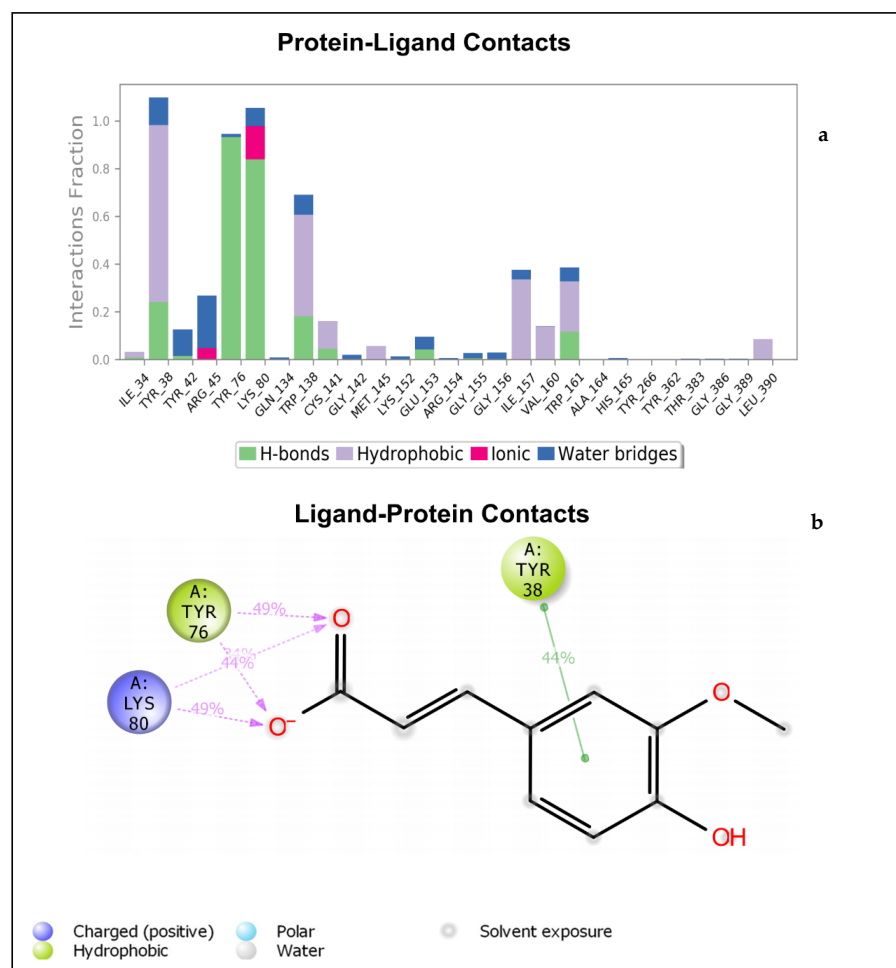 Protein-Ligand Contacts
a
Interactions Fraction
1.0
0.8
0.6
0.4
0.2
0.0
ILE_34
TYR_38
TYR_42
ARG_45
TYR_76
LYS_80
GLN_134
TRP_138
CYS_141
GLY_142
MET_145
LYS_152
GLU_153
ARG_154
GLY_155
GLY_156
ILE_157
VAL_160
TRP_161
ALA_164
HIS_165
TYR_266
TYR_362
THR_383
GLY_386
GLY_389
LEU_390
H-bonds Hydrophobic Ionic Water bridges
Ligand-Protein Contacts
b
A:
TYR
38
A:
TYR
76
49%
O
44%
44%
A:
LYS
80
49%
O⁻
O
OH
Charged (positive) Polar Solvent exposure
Hydrophobic Water